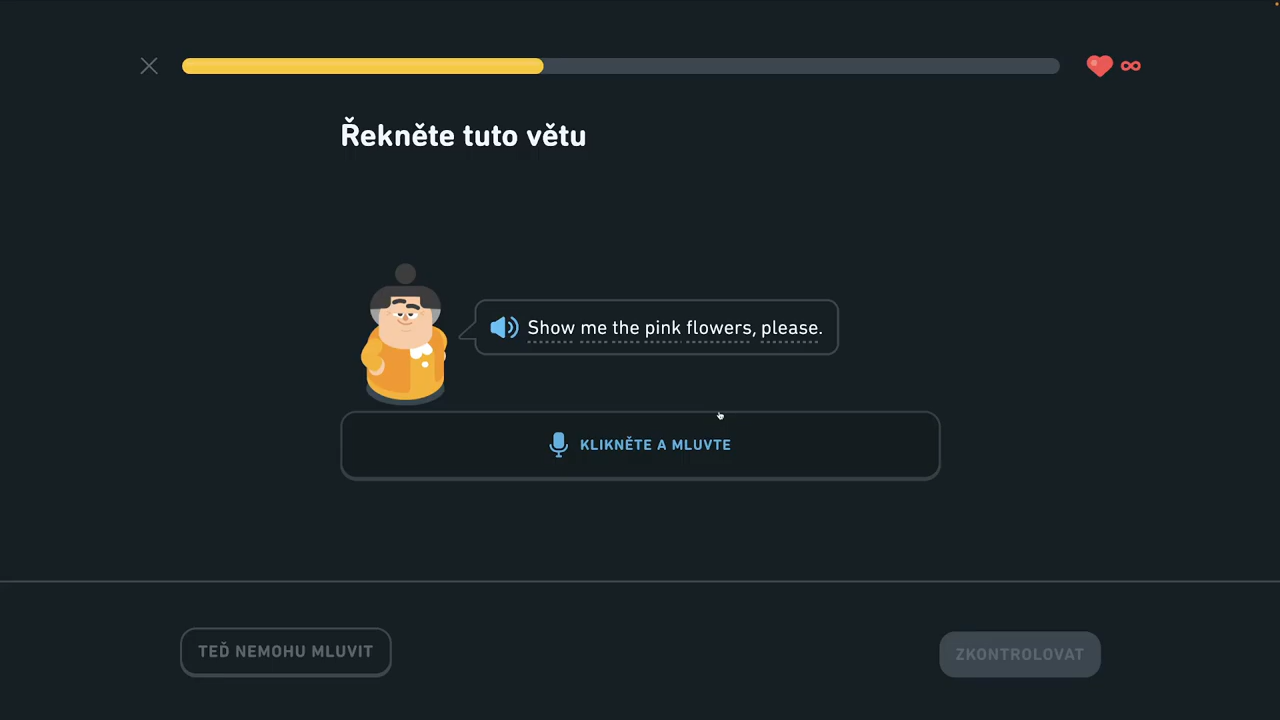 Řekněte tuto větu
Show me the pink flowers, please.
KLIKNĚTE A MLUVTE
TEĎ NEMOHU MLUVIT
ZKONTROLOVAT